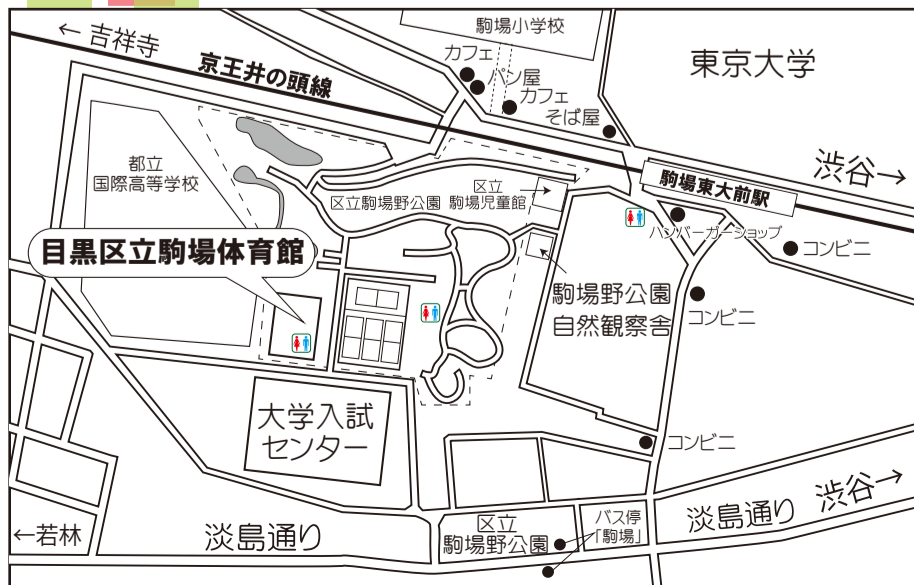 駒場小学校
← 吉祥寺
京王井の頭線
カフェ
パン屋
カフェ
そば屋
東京大学
渋谷→
都立
国際高等学校
区立駒場野公園
区立
駒場児童館
駒場東大前駅
ハンバーガーショップ
コンビニ
目黒区立駒場体育館
駒場野公園
自然観察舎
コンビニ
大学入試
センター
コンビニ
渋谷→
←若林
淡島通り
区立
駒場野公園
バス停
「駒場」
淡島通り